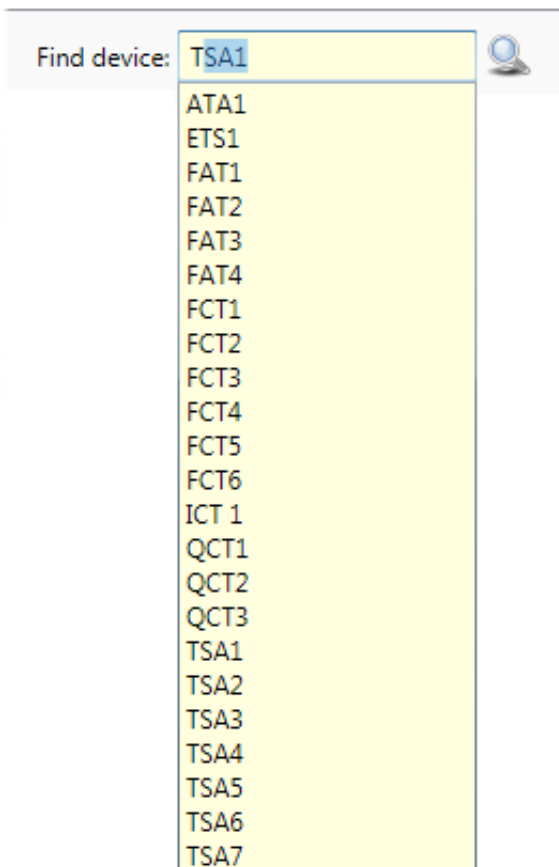 Find device: TSA1
ATA1
ETS1
FAT1
FAT2
FAT3
FAT4
FCT1
FCT2
FCT3
FCT4
FCT5
FCT6
ICT 1
QCT1
QCT2
QCT3
TSA1
TSA2
TSA3
TSA4
TSA5
TSA6
TSA7